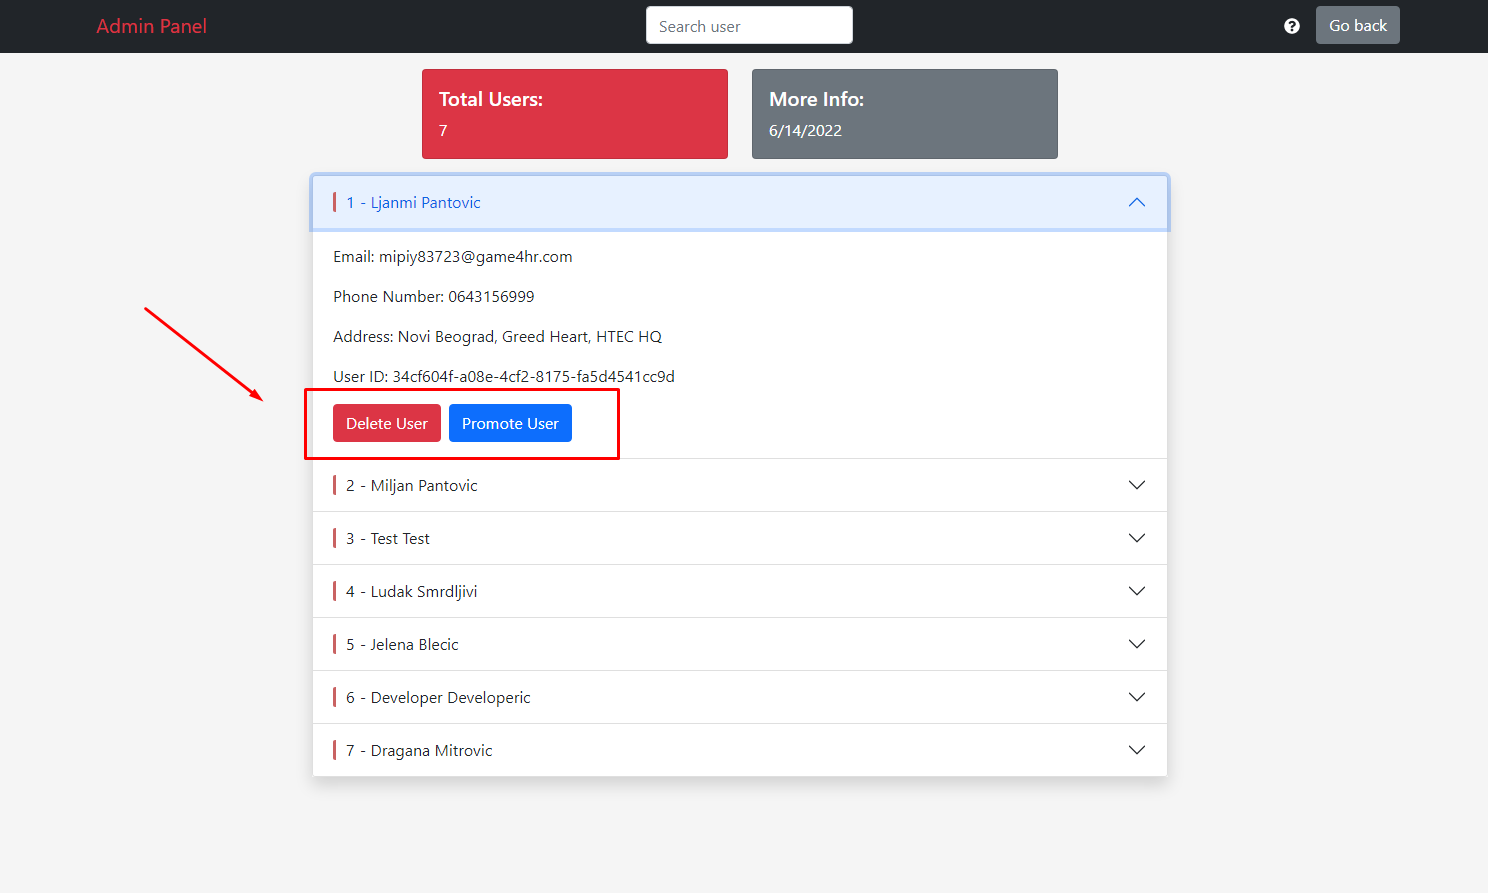 Admin Panel
Search user
Go back
Total Users:
7
More Info:
6/14/2022
1 - Ljanmi Pantovic
Email: mipiy83723@game4hr.com
Phone Number: 0643156999
Address: Novi Beograd, Greed Heart, HTEC HQ
User ID: 34cf604f-a08e-4cf2-8175-fa5d4541cc9d
Delete User
Promote User
2 - Miljan Pantovic
3 - Test Test
4 - Ludak Smrdljivi
5 - Jelena Blecic
6 - Developer Developeric
7 - Dragana Mitrovic